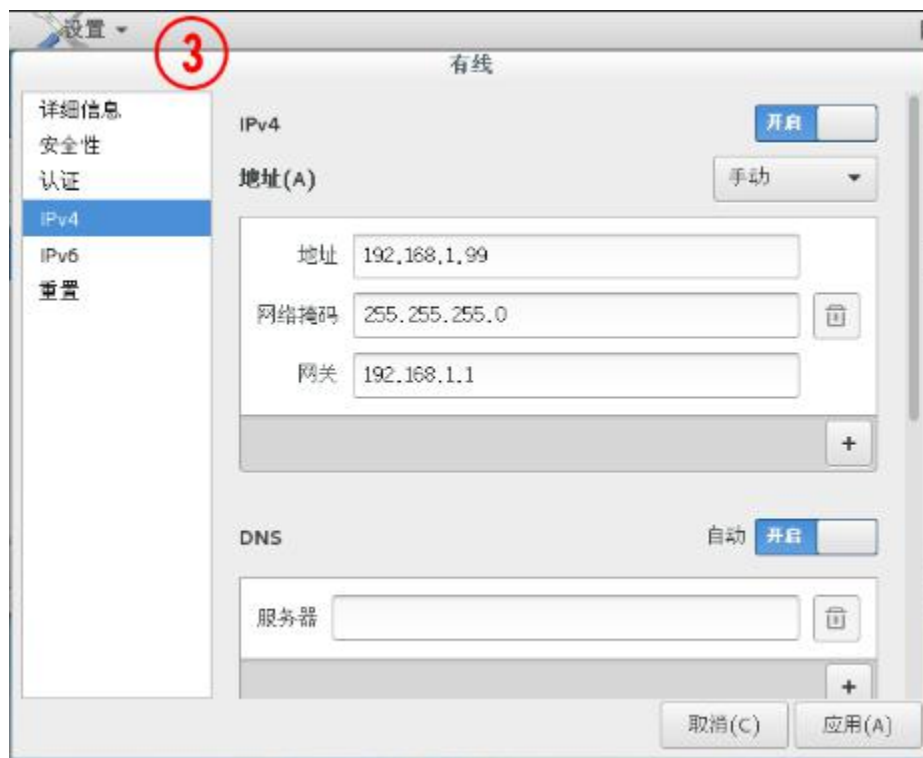 设置
3
有线
详细信息
安全性
认证
IPv4
IPv6
重置
IPv4 开启
地址(A) 手动
地址 192.168.1.99
网络掩码 255.255.255.0
网关 192.168.1.1
+
DNS 自动 开启
服务器
+
取消(C) 应用(A)